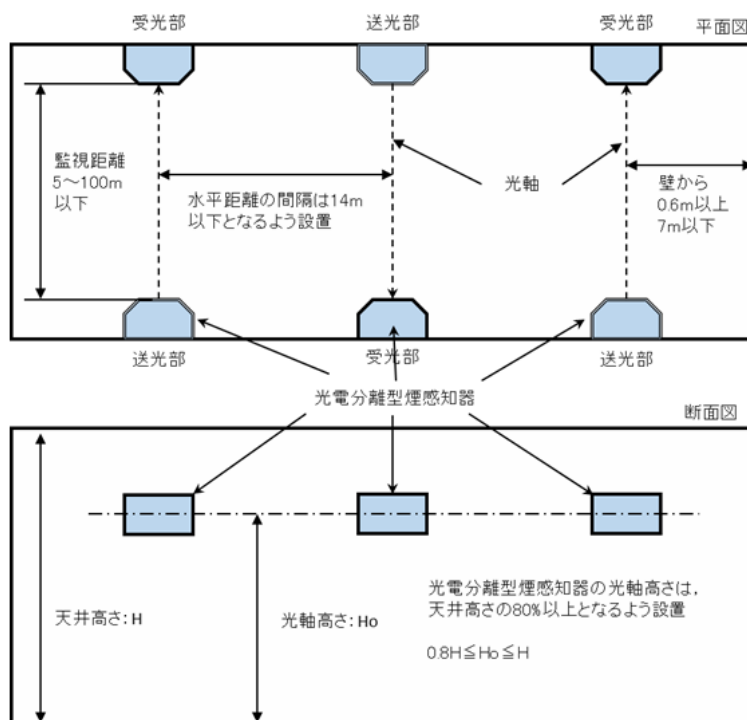 受光部
送光部
受光部
平面図
監視距離
5～100m
以下
水平距離の間隔は14m
以下となるよう設置
光軸
壁から
0.6m以上
7m以下
送光部
受光部
送光部
光電分離型煙感知器
断面図
天井高さ：H
光軸高さ：Ho
光電分離型煙感知器の光軸高さは，
天井高さの80%以上となるよう設置
0.8H≦Ho≦H